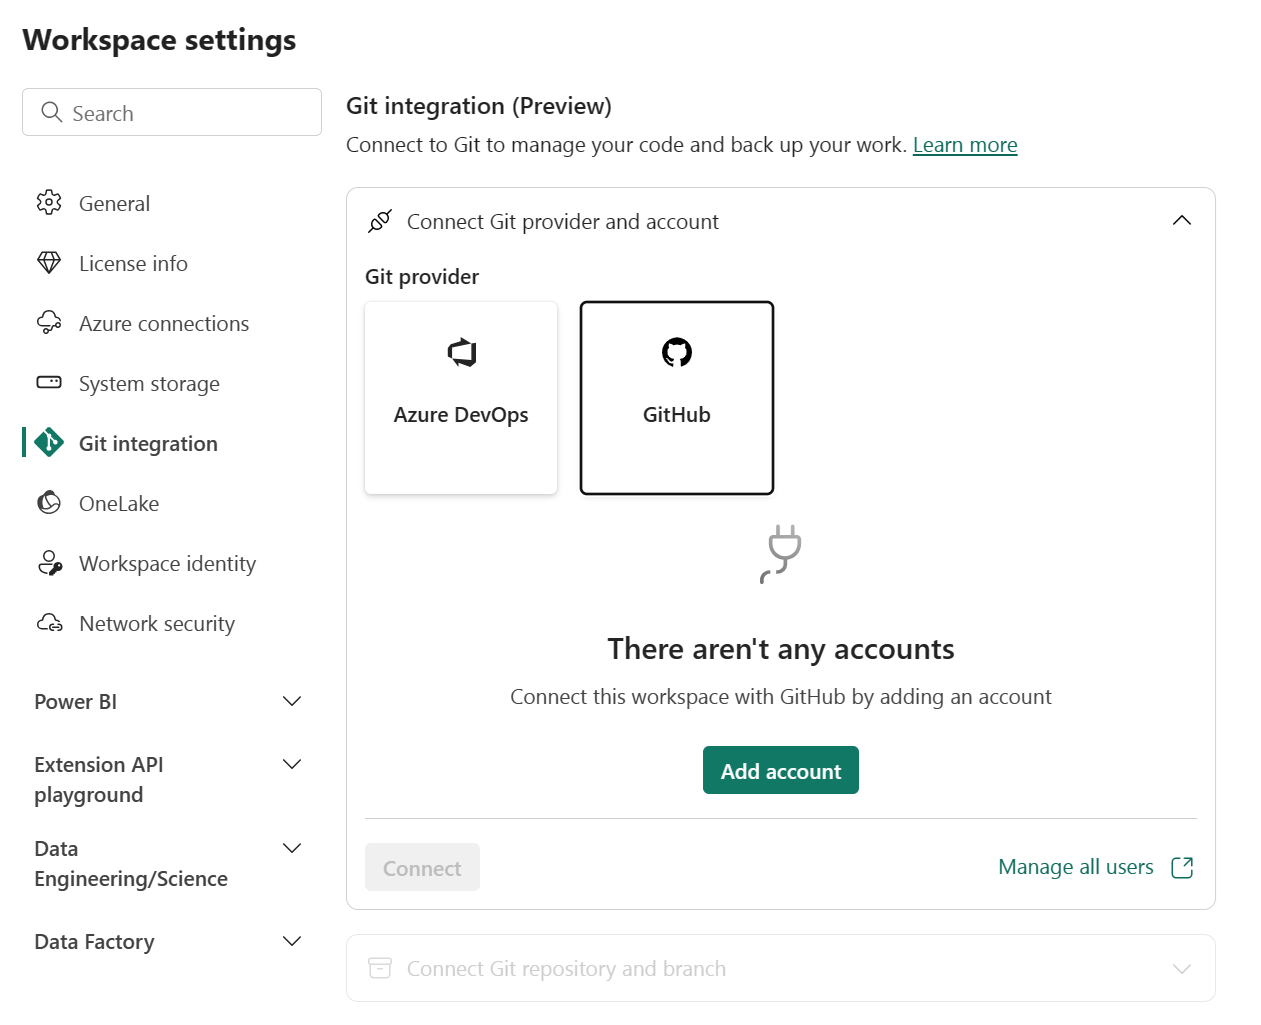 Workspace settings
Search
General
License info
Azure connections
System storage
Git integration
OneLake
Workspace identity
Network security
Power BI
Extension API
playground
Data
Engineering/Science
Data Factory
Git integration (Preview)
Connect to Git to manage your code and back up your work. Learn more
Connect Git provider and account
Git provider
Azure DevOps
GitHub
There aren't any accounts
Connect this workspace with GitHub by adding an account
Add account
Connect
Manage all users
Connect Git repository and branch